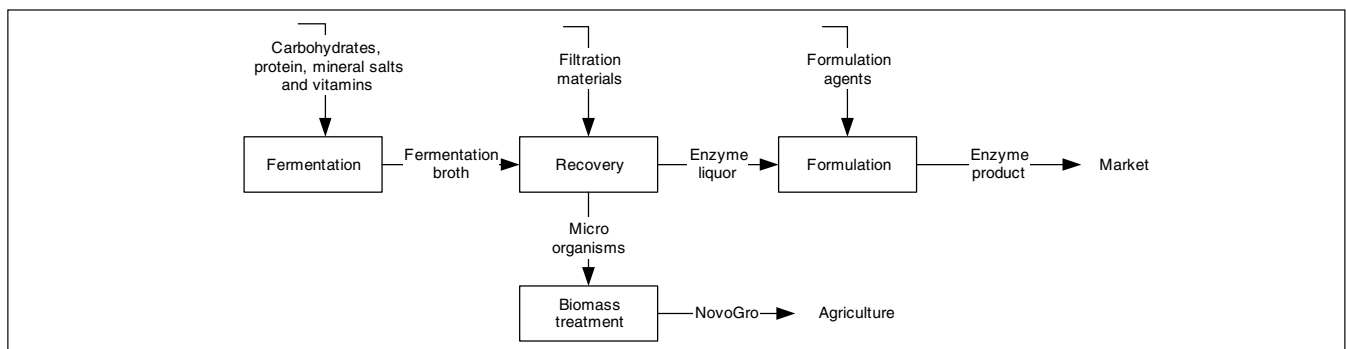 Carbohydrates,
protein, mineral salts
and vitamins
Filtration
materials
Formulation
agents
Fermentation
Fermentation
broth
Recovery
Enzyme
liquor
Formulation
Enzyme
product
Market
Micro
organisms
Biomass
treatment
NovoGro
Agriculture